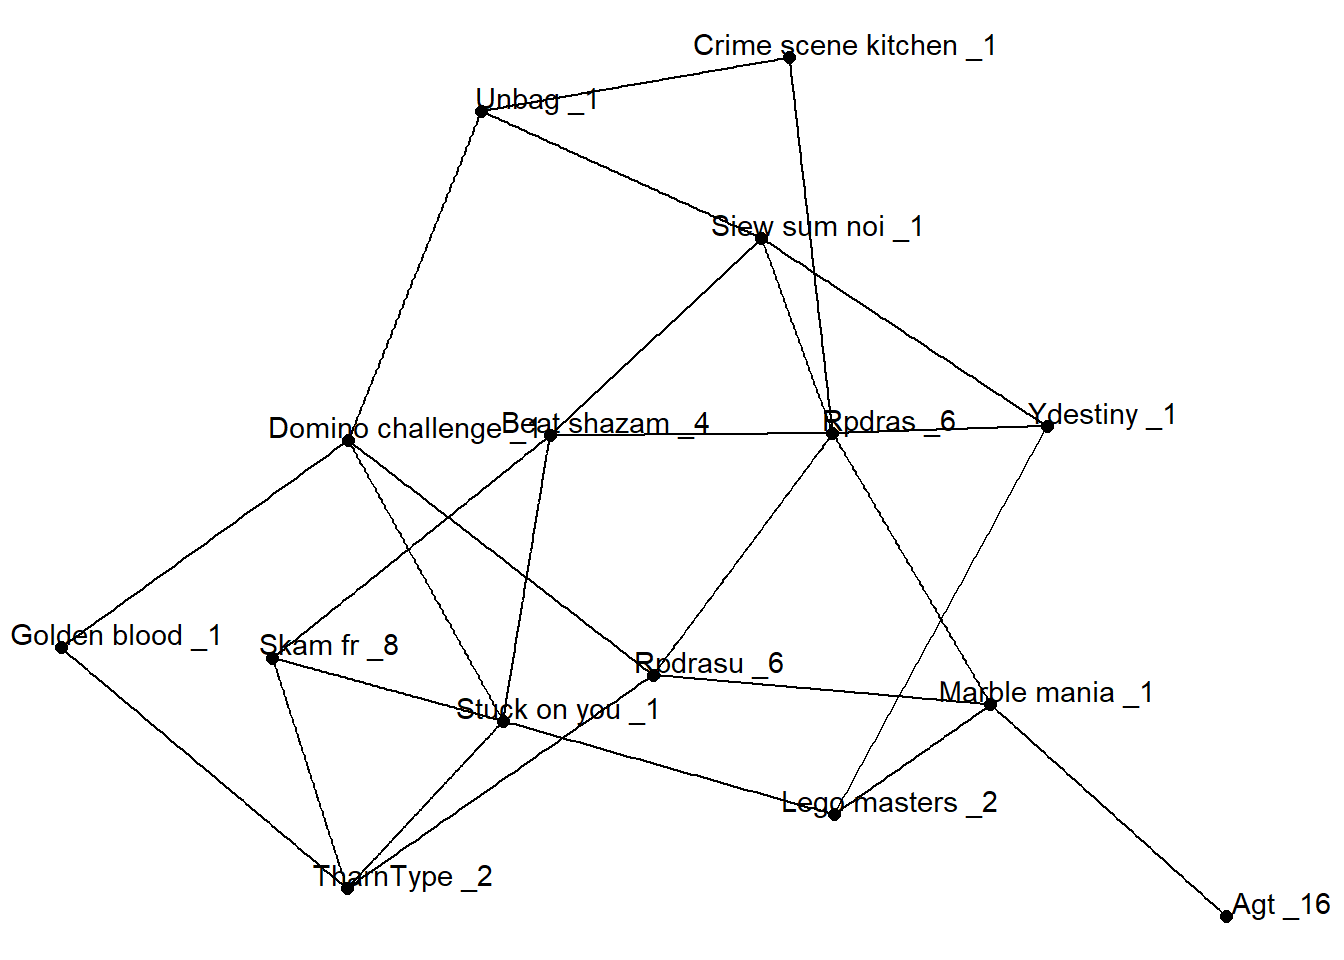 Crime scene kitchen _1
Unbag _1
Siew sum noi _1
Ydestiny _1
Rpdras _6
Beat shazam _4
Domino challenge _1
Golden blood _1
Skam fr _8
Rpdrasu _6
Marble mania _1
Stuck on you _1
Lego masters _2
TharnType _2
Agt _16